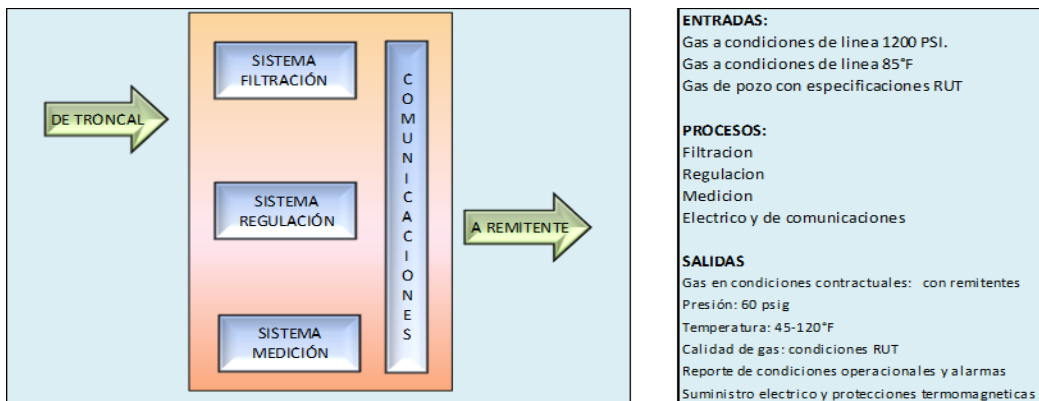 DE TRONCAL
SISTEMA
FILTRACIÓN
SISTEMA
REGULACIÓN
SISTEMA
MEDICIÓN
COMUNICACIONES
A REMITENTE
ENTRADAS:
Gas a condiciones de linea 1200 PSI.
Gas a condiciones de linea 85°F
Gas de pozo con especificaciones RUT
PROCESOS:
Filtracion
Regulacion
Medicion
Electrico y de comunicaciones
SALIDAS
Gas en condiciones contractuales: con remitentes
Presión: 60 psig
Temperatura: 45-120°F
Calidad de gas: condiciones RUT
Reporte de condiciones operacionales y alarmas
Suministro electrico y protecciones termomagneticas